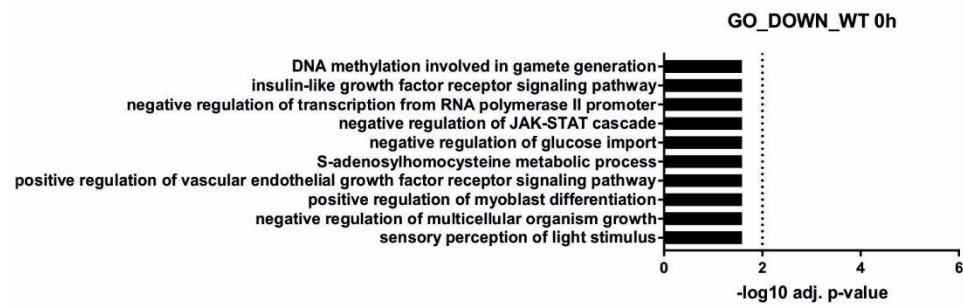 GO_DOWN_WT 0h
DNA methylation involved in gamete generation
insulin-like growth factor receptor signaling pathway
negative regulation of transcription from RNA polymerase II promoter
negative regulation of JAK-STAT cascade
negative regulation of glucose import
S-adenosylhomocysteine metabolic process
positive regulation of vascular endothelial growth factor receptor signaling pathway
positive regulation of myoblast differentiation
negative regulation of multicellular organism growth
sensory perception of light stimulus
0 2 4 6
-log10 adj. p-value